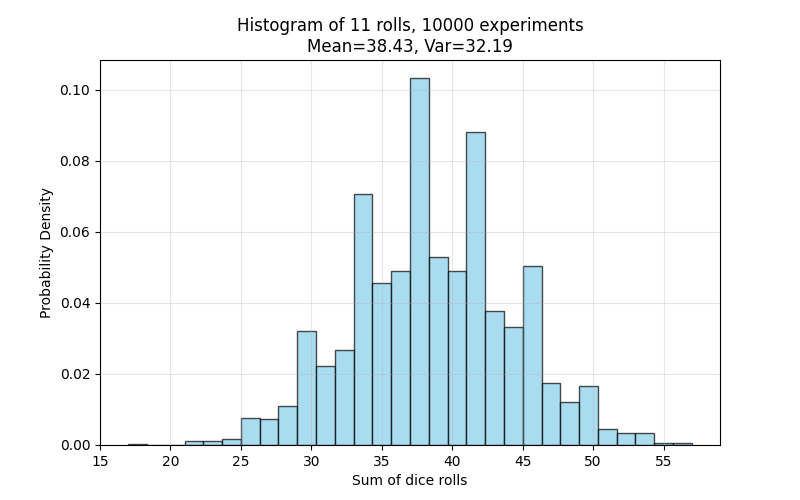 Histogram of 11 rolls, 10000 experiments
Mean=38.43, Var=32.19
Probability Density
0.10
0.08
0.06
0.04
0.02
0.00
15 20 25 30 35 40 45 50 55
Sum of dice rolls